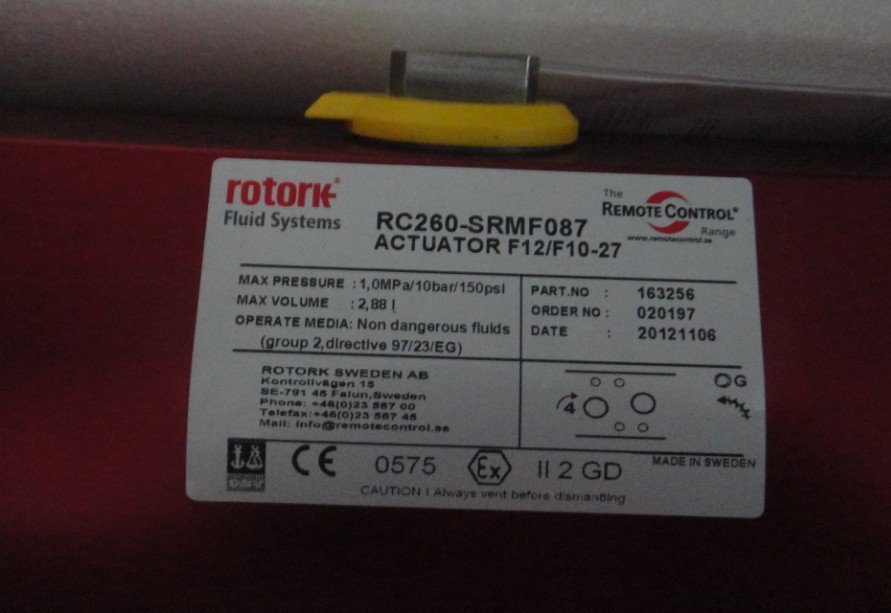 rotork®
Fluid Systems
RC260-SRMF087
ACTUATOR F12/F10-27
The
REMOTE CONTROL®
Range
www.remotecontrol.se
MAX PRESSURE : 1,0MPa/10bar/150psi
MAX VOLUME : 2,88 l
OPERATE MEDIA: Non dangerous fluids
(group 2,directive 97/23/EG)
PART.NO : 163256
ORDER NO : 020197
DATE : 20121106
ROTORK SWEDEN AB
Kontrollvägen 15
SE-791 45 Falun,Sweden
Phone: +46(0)23 587 00
Telefax:+46(0)23 587 45
Mail: info@remotecontrol.se
4
G
MADE IN SWEDEN
CE 0575 Ex II 2 GD
CAUTION ! Always vent before dismantling